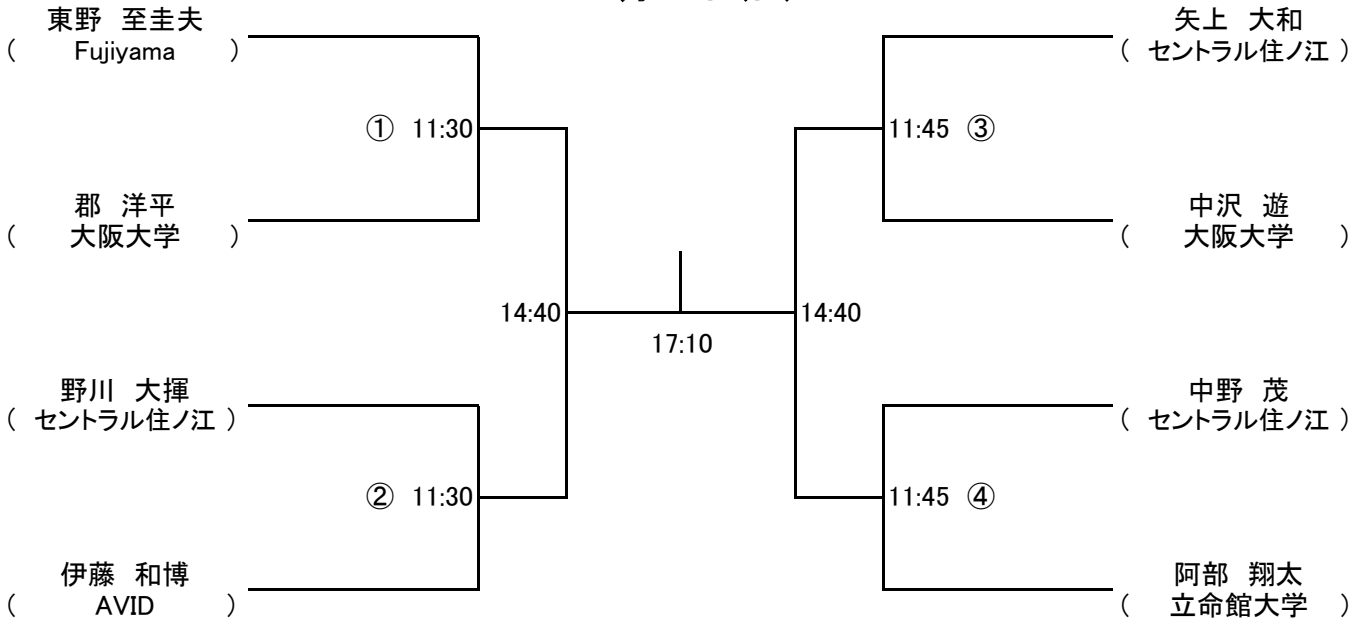 東野 至圭夫
( Fujiyama )
① 11:30
郡 洋平
( 大阪大学 )
14:40
野川 大揮
( セントラル住ノ江 )
② 11:30
伊藤 和博
( AVID )
17:10
矢上 大和
( セントラル住ノ江 )
11:45 ③
中沢 遊
( 大阪大学 )
14:40
中野 茂
( セントラル住ノ江 )
11:45 ④
阿部 翔太
( 立命館大学 )